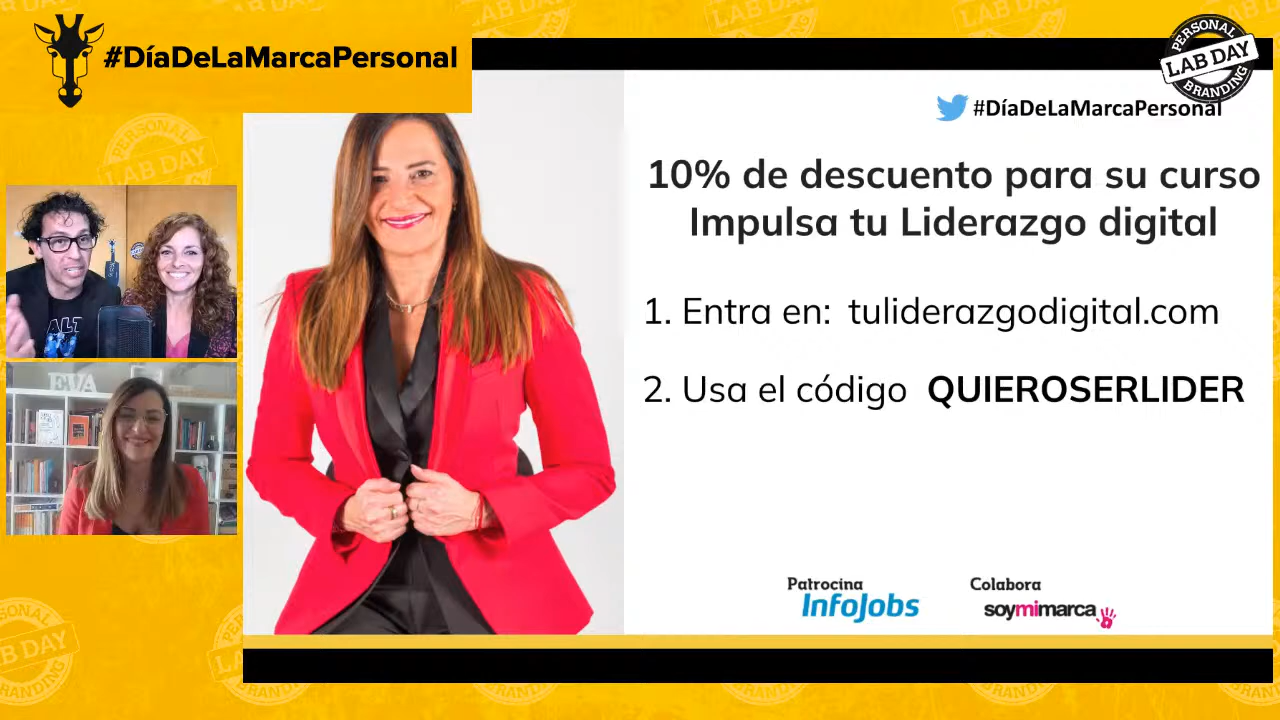 #DíaDeLaMarcaPersonal
PERSONAL
LAB DAY
BRANDING
#DíaDeLaMarcaPersonal
10% de descuento para su curso
Impulsa tu Liderazgo digital
1. Entra en: tuliderazgodigital.com
2. Usa el código QUIEROSERLIDER
EVA
Patrocina
InfoJobs
Colabora
soymimarca